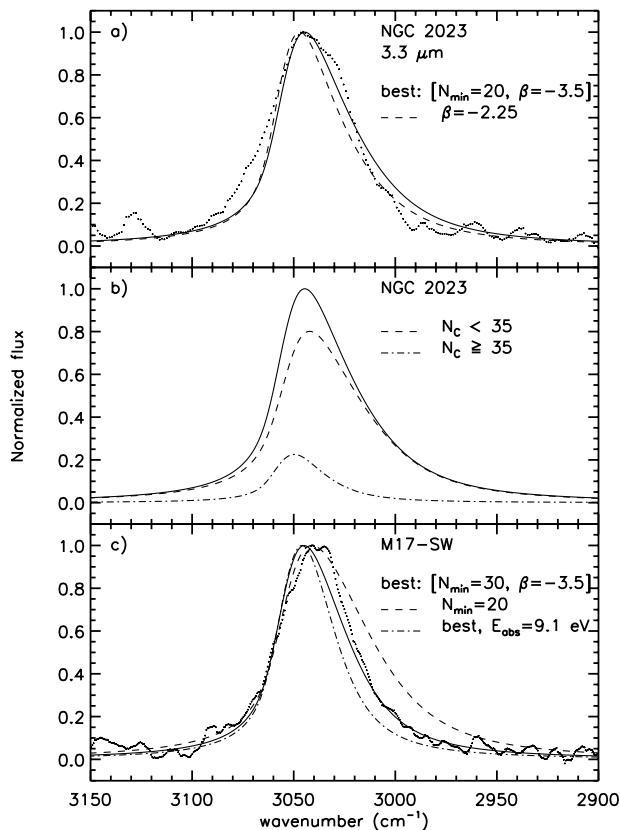 a)
NGC 2023
3.3 μm
best: [N_min=20, β=−3.5]
β=−2.25
1.0
0.8
0.6
0.4
0.2
0.0
b)
NGC 2023
N_C < 35
N_C ≧ 35
1.0
0.8
0.6
0.4
0.2
0.0
Normalized flux
c)
M17−SW
best: [N_min=30, β=−3.5]
N_min=20
best, E_abs=9.1 eV
1.0
0.8
0.6
0.4
0.2
0.0
3150 3100 3050 3000 2950 2900
wavenumber (cm⁻¹)